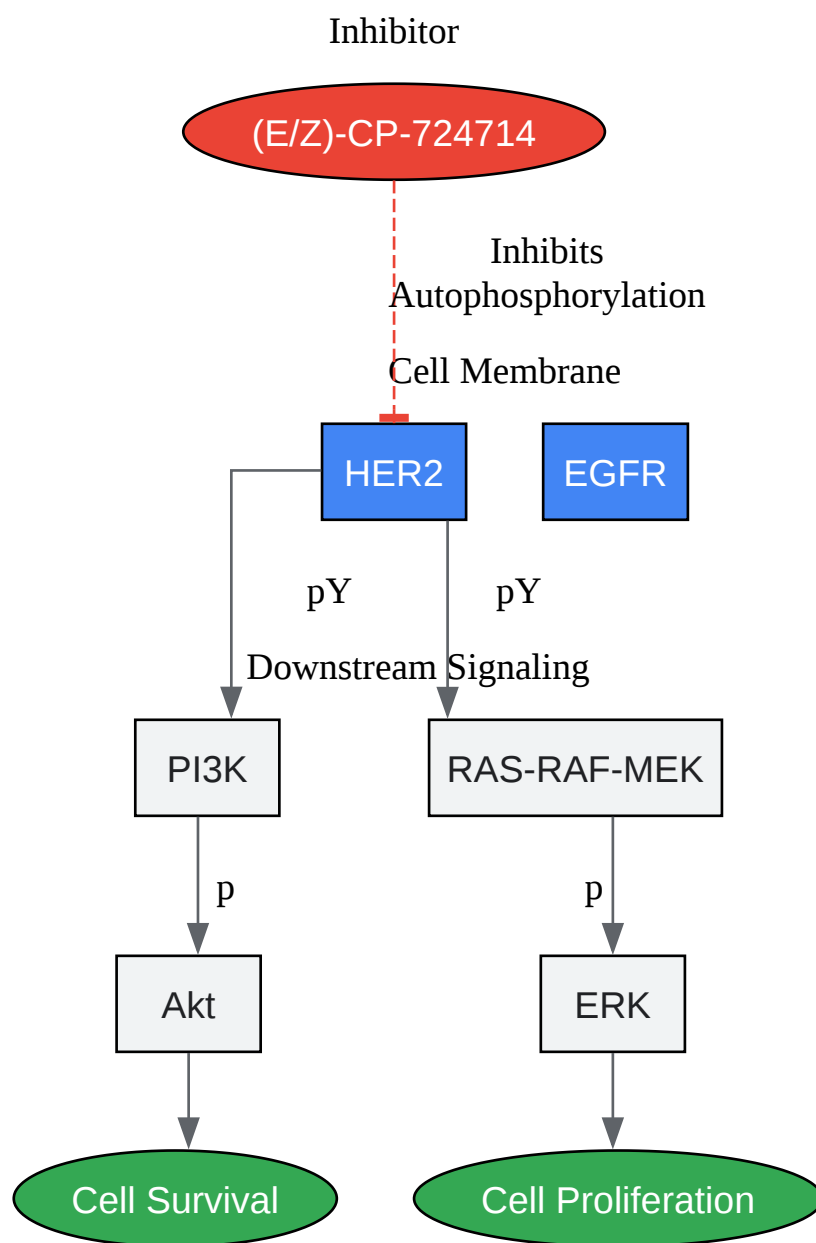 Inhibitor
(E/Z)-CP-724714
Inhibits
Autophosphorylation
Cell Membrane
HER2
EGFR
pY
pY
Downstream Signaling
PI3K
RAS-RAF-MEK
p
p
Akt
ERK
Cell Survival
Cell Proliferation